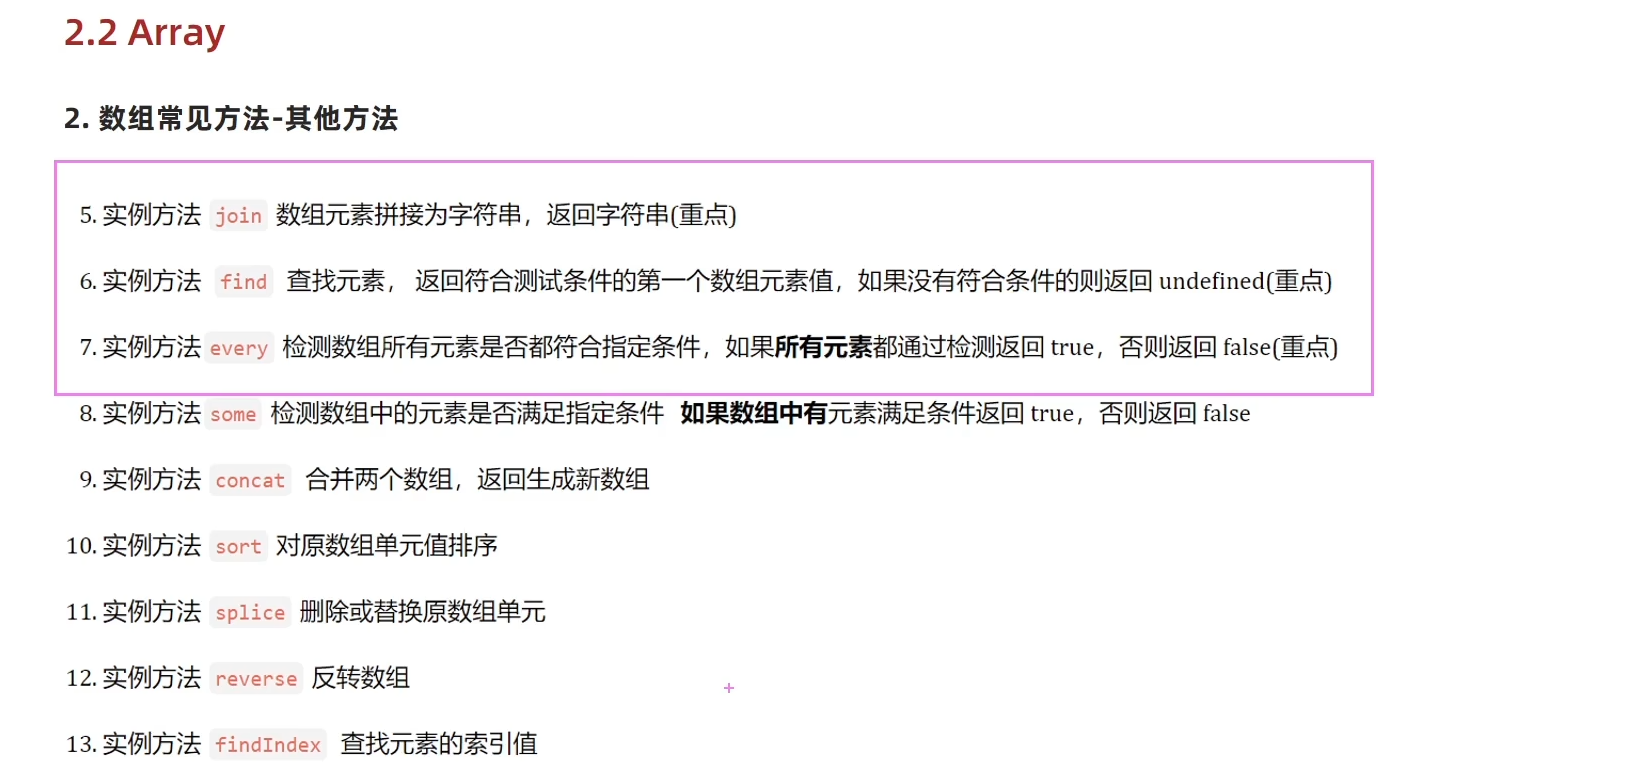 2.2 Array
2. 数组常见方法-其他方法
5. 实例方法 join 数组元素拼接为字符串，返回字符串(重点)
6. 实例方法 find 查找元素， 返回符合测试条件的第一个数组元素值，如果没有符合条件的则返回 undefined(重点)
7. 实例方法 every 检测数组所有元素是否都符合指定条件，如果所有元素都通过检测返回 true，否则返回 false(重点)
8. 实例方法 some 检测数组中的元素是否满足指定条件 如果数组中有元素满足条件返回 true，否则返回 false
9. 实例方法 concat 合并两个数组，返回生成新数组
10. 实例方法 sort 对原数组单元值排序
11. 实例方法 splice 删除或替换原数组单元
12. 实例方法 reverse 反转数组
13. 实例方法 findIndex 查找元素的索引值